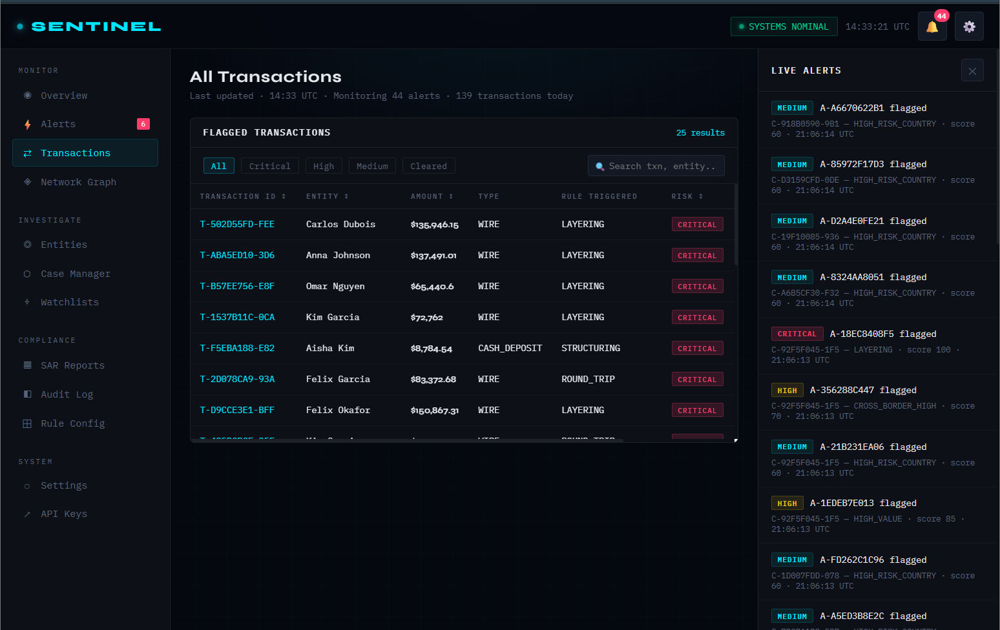 SENTINEL
SYSTEMS NOMINAL
14:33:21 UTC
44
MONITOR
Overview
Alerts
6
Transactions
Network Graph
INVESTIGATE
Entities
Case Manager
Watchlists
COMPLIANCE
SAR Reports
Audit Log
Rule Config
SYSTEM
Settings
API Keys
All Transactions
Last updated · 14:33 UTC · Monitoring 44 alerts · 139 transactions today
FLAGGED TRANSACTIONS
25 results
All Critical High Medium Cleared
Search txn, entity..
TRANSACTION ID ↕ ENTITY ↕ AMOUNT ↕ TYPE RULE TRIGGERED RISK ↕
T-502D55FD-FEE Carlos Dubois $135,946.15 WIRE LAYERING CRITICAL
T-ABA5ED10-3D6 Anna Johnson $137,491.01 WIRE LAYERING CRITICAL
T-B57EE756-E8F Omar Nguyen $65,440.6 WIRE LAYERING CRITICAL
T-1537B11C-0CA Kim Garcia $72,762 WIRE LAYERING CRITICAL
T-F5EBA188-E82 Aisha Kim $8,784.54 CASH_DEPOSIT STRUCTURING CRITICAL
T-2D078CA9-93A Felix Garcia $83,372.68 WIRE ROUND_TRIP CRITICAL
T-D9CCE3E1-BFF Felix Okafor $150,867.31 WIRE LAYERING CRITICAL
WIRE ROUND_TRIP
LIVE ALERTS
MEDIUM A-A6670622B1 flagged
C-918B0590-9B1 — HIGH_RISK_COUNTRY · score
60 · 21:06:14 UTC
MEDIUM A-85972F17D3 flagged
C-D3159CFD-0DE — HIGH_RISK_COUNTRY · score
60 · 21:06:14 UTC
MEDIUM A-D2A4E0FE21 flagged
C-19F10085-936 — HIGH_RISK_COUNTRY · score
60 · 21:06:14 UTC
MEDIUM A-8324AA8051 flagged
C-A6B5CF30-F32 — HIGH_RISK_COUNTRY · score
60 · 21:06:14 UTC
CRITICAL A-18EC8408F5 flagged
C-92F5F045-1F5 — LAYERING · score 100 ·
21:06:13 UTC
HIGH A-356288C447 flagged
C-92F5F045-1F5 — CROSS_BORDER_HIGH · score
70 · 21:06:13 UTC
MEDIUM A-21B231EA06 flagged
C-92F5F045-1F5 — HIGH_RISK_COUNTRY · score
60 · 21:06:13 UTC
HIGH A-1EDEB7E013 flagged
C-92F5F045-1F5 — HIGH_VALUE · score 85 ·
21:06:13 UTC
MEDIUM A-FD262C1C96 flagged
C-1D007FDD-078 — HIGH_RISK_COUNTRY · score
60 · 21:06:13 UTC
MEDIUM A-A5ED3B8E2C flagged